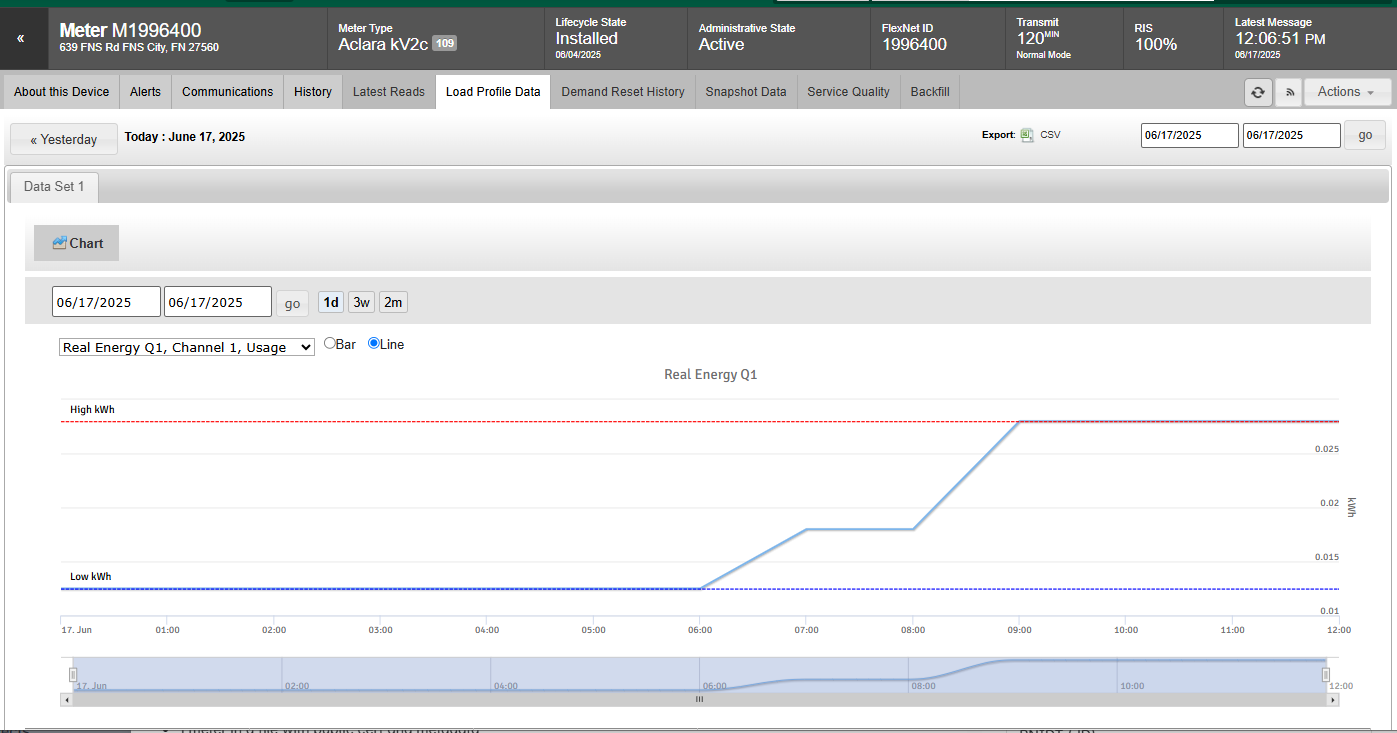 «
Meter M1996400
639 FNS Rd FNS City, FN 27560
Meter Type
Aclara kV2c 109
Lifecycle State
Installed
06/04/2025
Administrative State
Active
FlexNet ID
1996400
Transmit
120MIN
Normal Mode
RIS
100%
Latest Message
12:06:51 PM
06/17/2025
About this Device
Alerts
Communications
History
Latest Reads
Load Profile Data
Demand Reset History
Snapshot Data
Service Quality
Backfill
Actions
« Yesterday
Today : June 17, 2025
Export: CSV
06/17/2025
06/17/2025
go
Data Set 1
Chart
06/17/2025
06/17/2025
go
1d
3w
2m
Real Energy Q1, Channel 1, Usage
Bar
Line
Real Energy Q1
High kWh
0.025
0.02
kWh
0.015
Low kWh
0.01
17. Jun 01:00 02:00 03:00 04:00 05:00 06:00 07:00 08:00 09:00 10:00 11:00 12:00
17. Jun 02:00 04:00 06:00 08:00 10:00 12:00